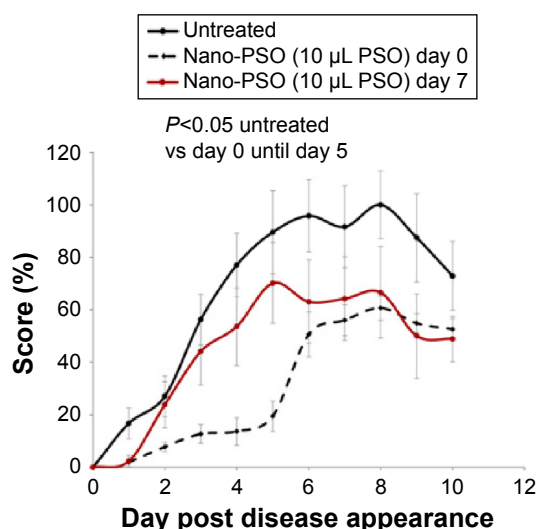 Untreated
Nano-PSO (10 µL PSO) day 0
Nano-PSO (10 µL PSO) day 7
P<0.05 untreated
vs day 0 until day 5
120
100
80
60
40
20
0
Score (%)
0 2 4 6 8 10 12
Day post disease appearance